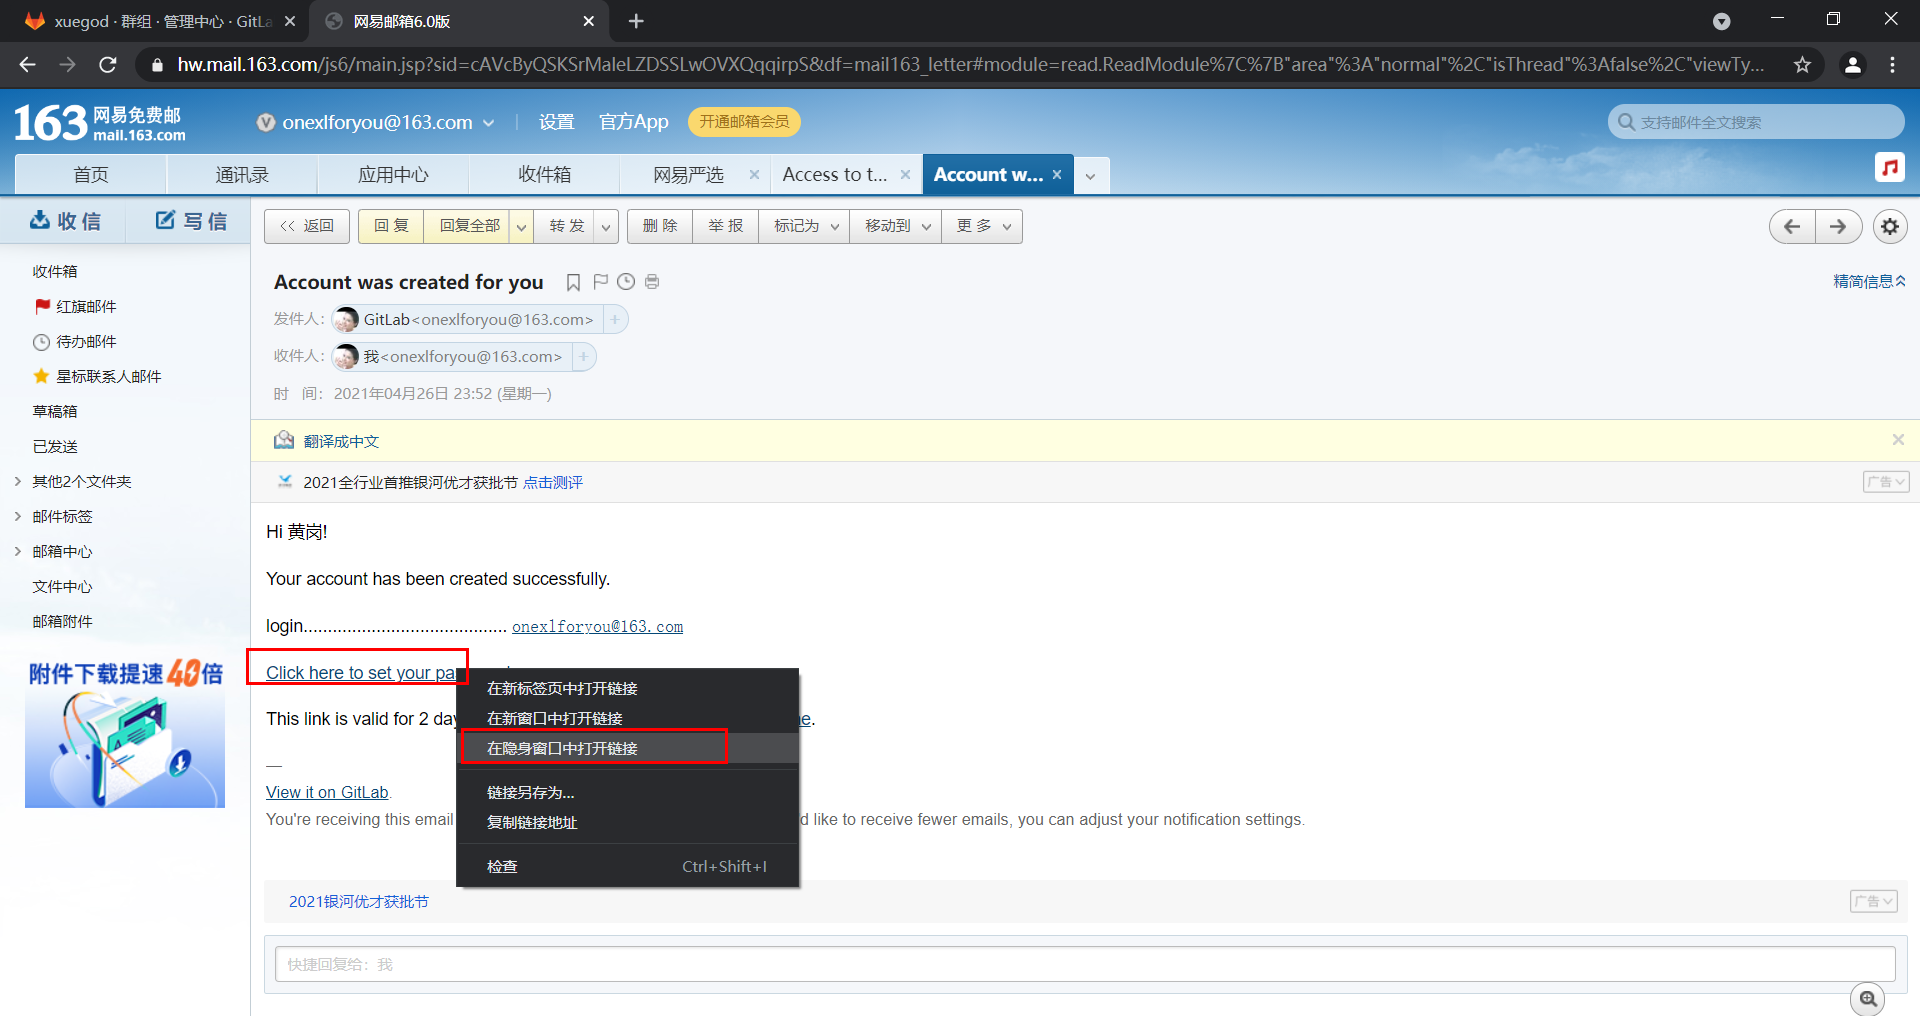 xuegod · 群组 · 管理中心 · GitLa
网易邮箱6.0版
hw.mail.163.com/js6/main.jsp?sid=cAVcByQSKSrMaleLZDSSLwOVXQqqirpS&df=mail163_letter#module=read.ReadModule%7C%7B"area"%3A"normal"%2C"isThread"%3Afalse%2C"viewTy...
163 网易免费邮
mail.163.com
onexlforyou@163.com
设置
官方App
开通邮箱会员
支持邮件全文搜索
首页
通讯录
应用中心
收件箱
网易严选
Access to t...
Account w...
收信
写信
<< 返回
回复
回复全部
转发
删除
举报
标记为
移动到
更多
收件箱
红旗邮件
待办邮件
星标联系人邮件
草稿箱
已发送
其他2个文件夹
邮件标签
邮箱中心
文件中心
邮箱附件
附件下载提速40倍
Account was created for you
精简信息
发件人： GitLab<onexlforyou@163.com> +
收件人： 我<onexlforyou@163.com> +
时 间： 2021年04月26日 23:52 (星期一)
翻译成中文
2021全行业首推银河优才获批节 点击测评
广告
Hi 黄岗!
Your account has been created successfully.
login.......................................... onexlforyou@163.com
Click here to set your pa
This link is valid for 2 day
e.
—
View it on GitLab.
You're receiving this email
d like to receive fewer emails, you can adjust your notification settings.
在新标签页中打开链接
在新窗口中打开链接
在隐身窗口中打开链接
链接另存为...
复制链接地址
检查 Ctrl+Shift+I
2021银河优才获批节
广告
快捷回复给：我